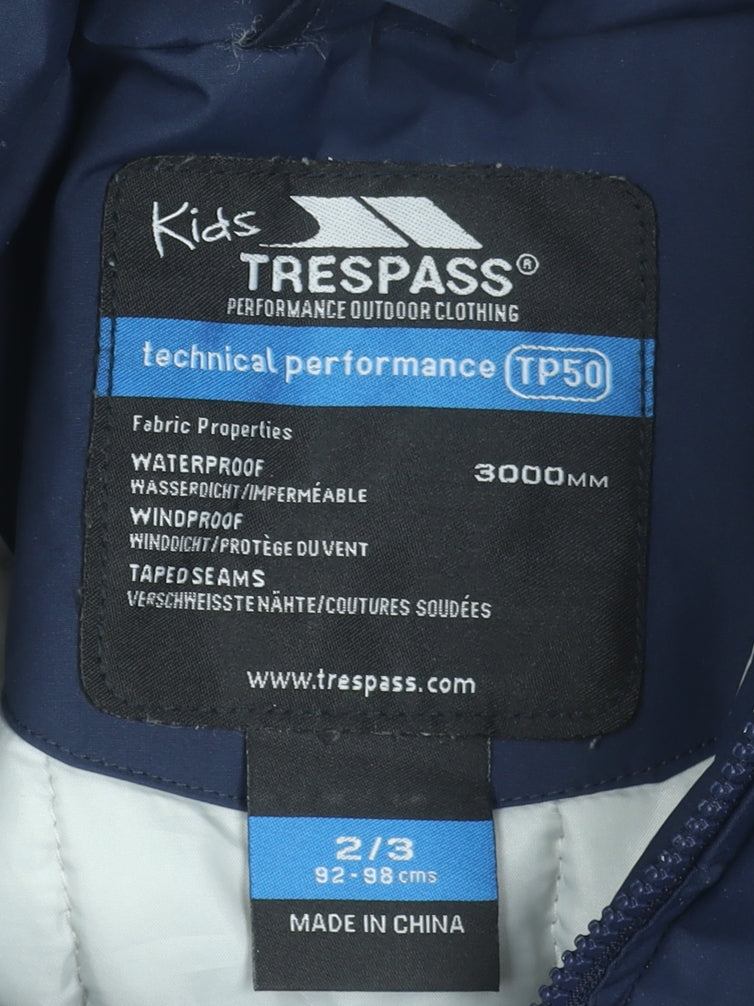 Kids
TRESPASS®
PERFORMANCE OUTDOOR CLOTHING
technical performance TP50
Fabric Properties
WATERPROOF 3000MM
WASSERDICHT/IMPERMÉABLE
WINDPROOF
WINDDICHT/PROTÈGE DU VENT
TAPED SEAMS
VERSCHWEISSTE NÄHTE/COUTURES SOUDÉES
www.trespass.com
2/3
92-98 cms
MADE IN CHINA